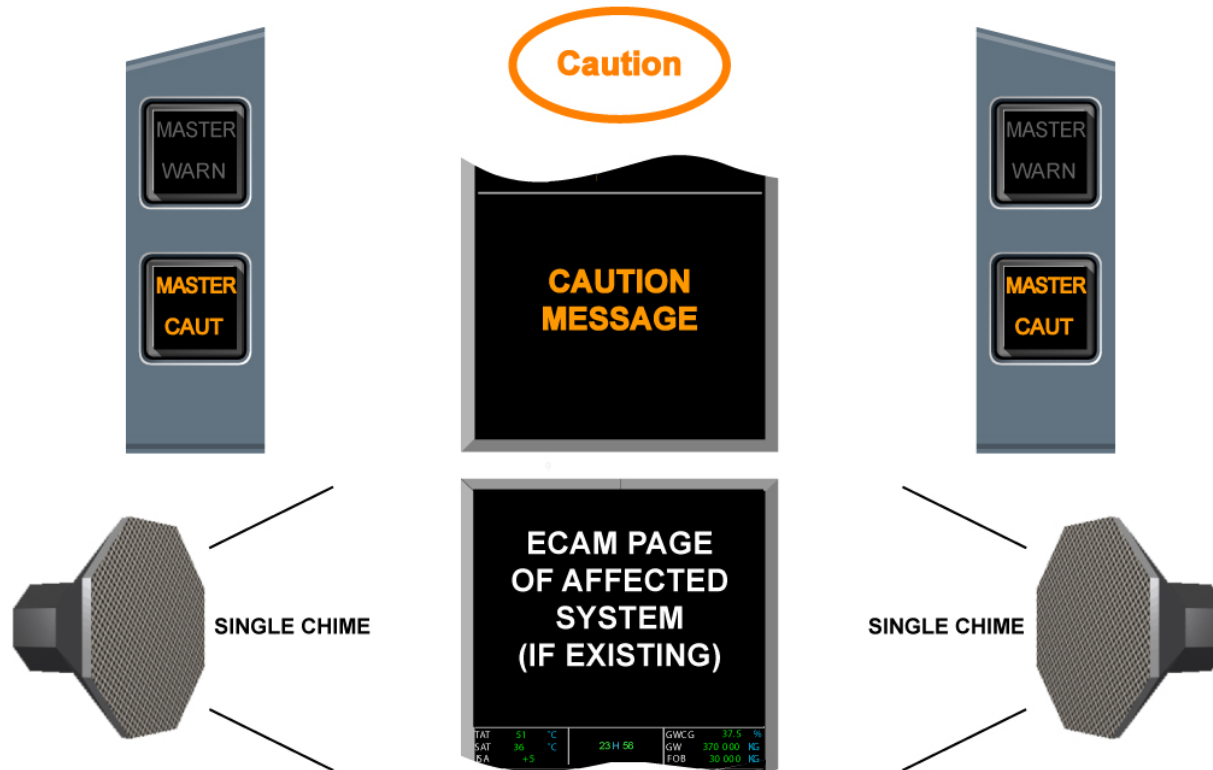 Caution
MASTER
WARN
MASTER
WARN
MASTER
CAUT
CAUTION
MESSAGE
MASTER
CAUT
SINGLE CHIME
ECAM PAGE
OF AFFECTED
SYSTEM
(IF EXISTING)
SINGLE CHIME
TAT 51 °C 23 H 56 GWCG 37.5 %
SAT 36 °C GW 370 000 KG
ISA +5 FOB 30 000 KG